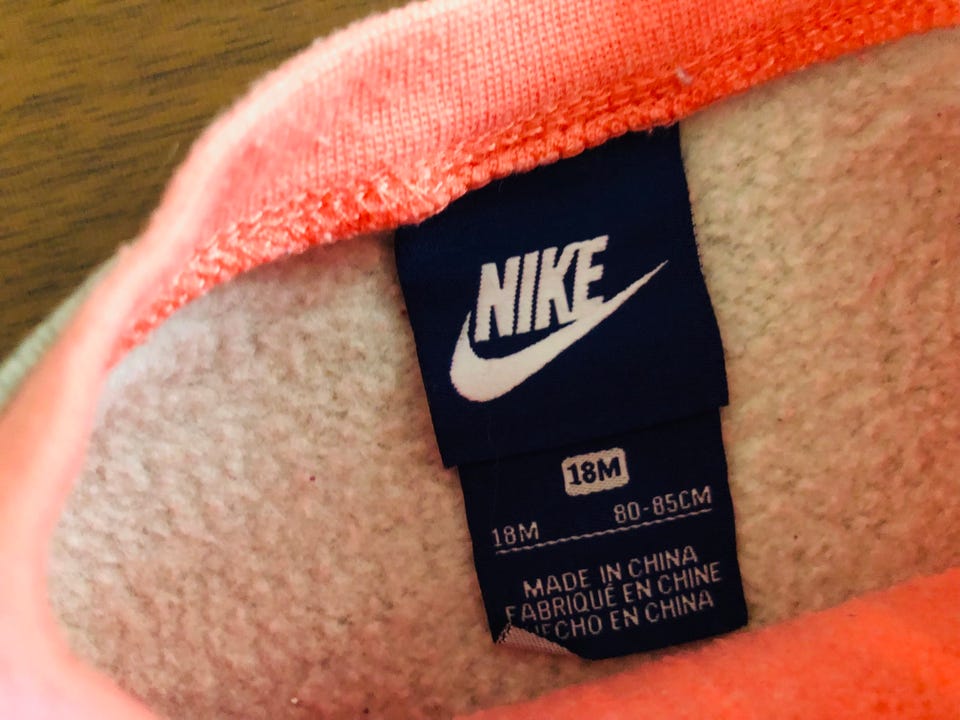 NIKE
18M
18M 80-85CM
MADE IN CHINA
FABRIQUÉ EN CHINE
HECHO EN CHINA